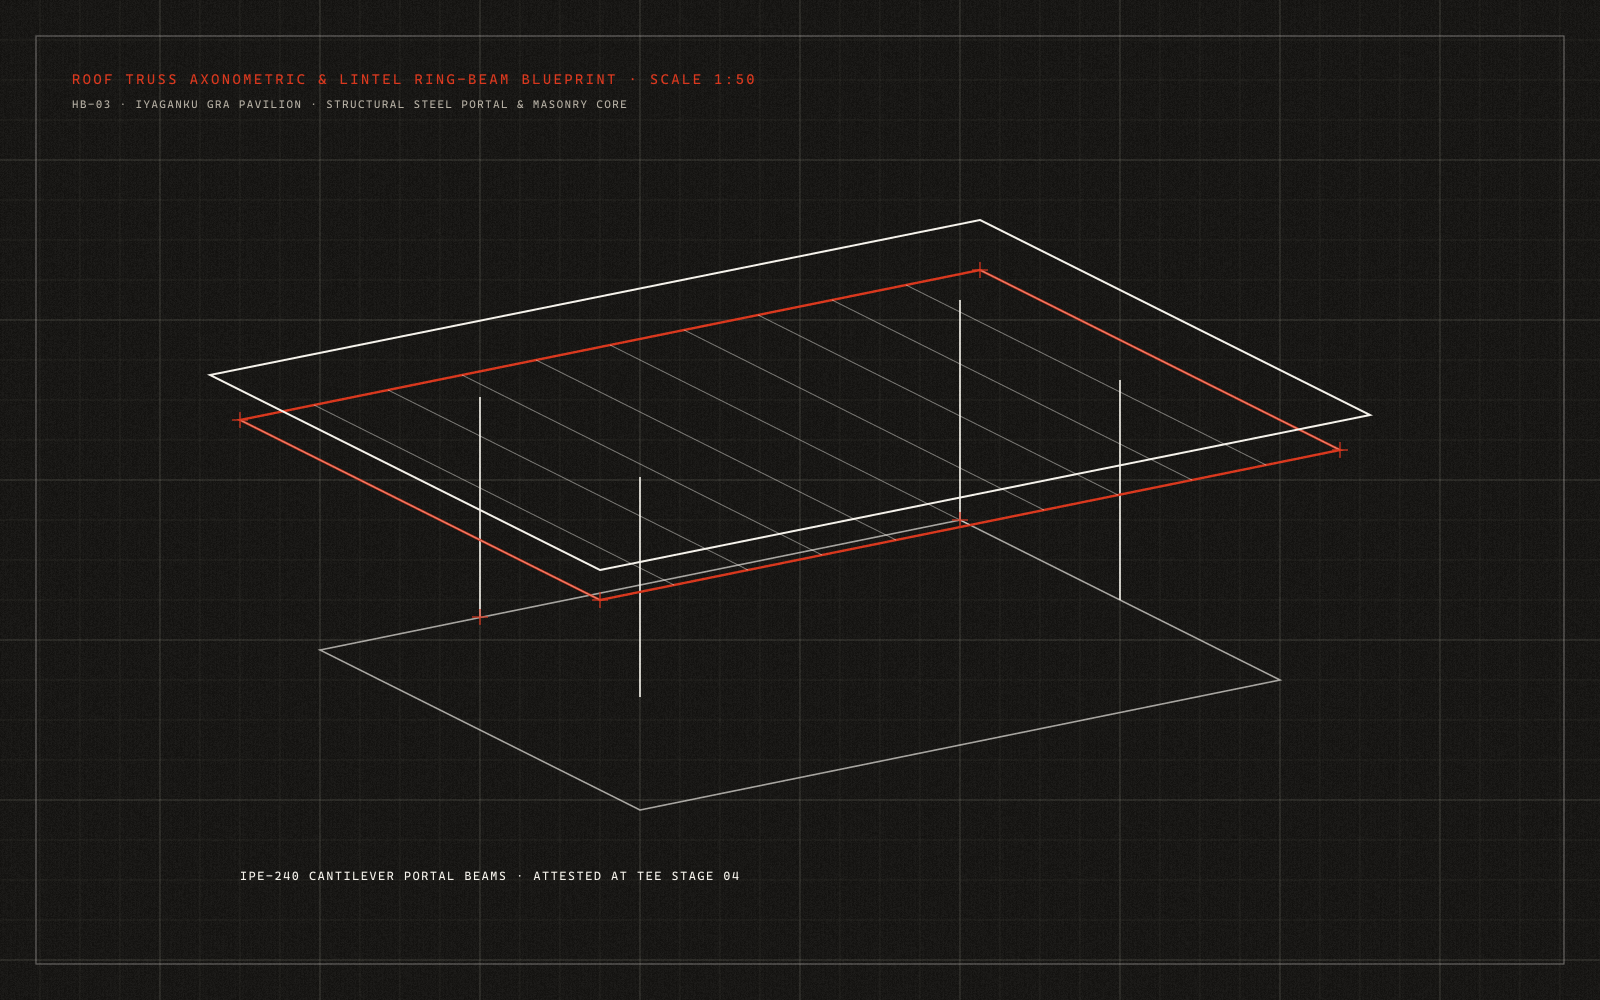 ROOF TRUSS AXONOMETRIC & LINTEL RING-BEAM BLUEPRINT · SCALE 1:50
HB-03 · IYAGANKU GRA PAVILION · STRUCTURAL STEEL PORTAL & MASONRY CORE
IPE-240 CANTILEVER PORTAL BEAMS · ATTESTED AT TEE STAGE 04